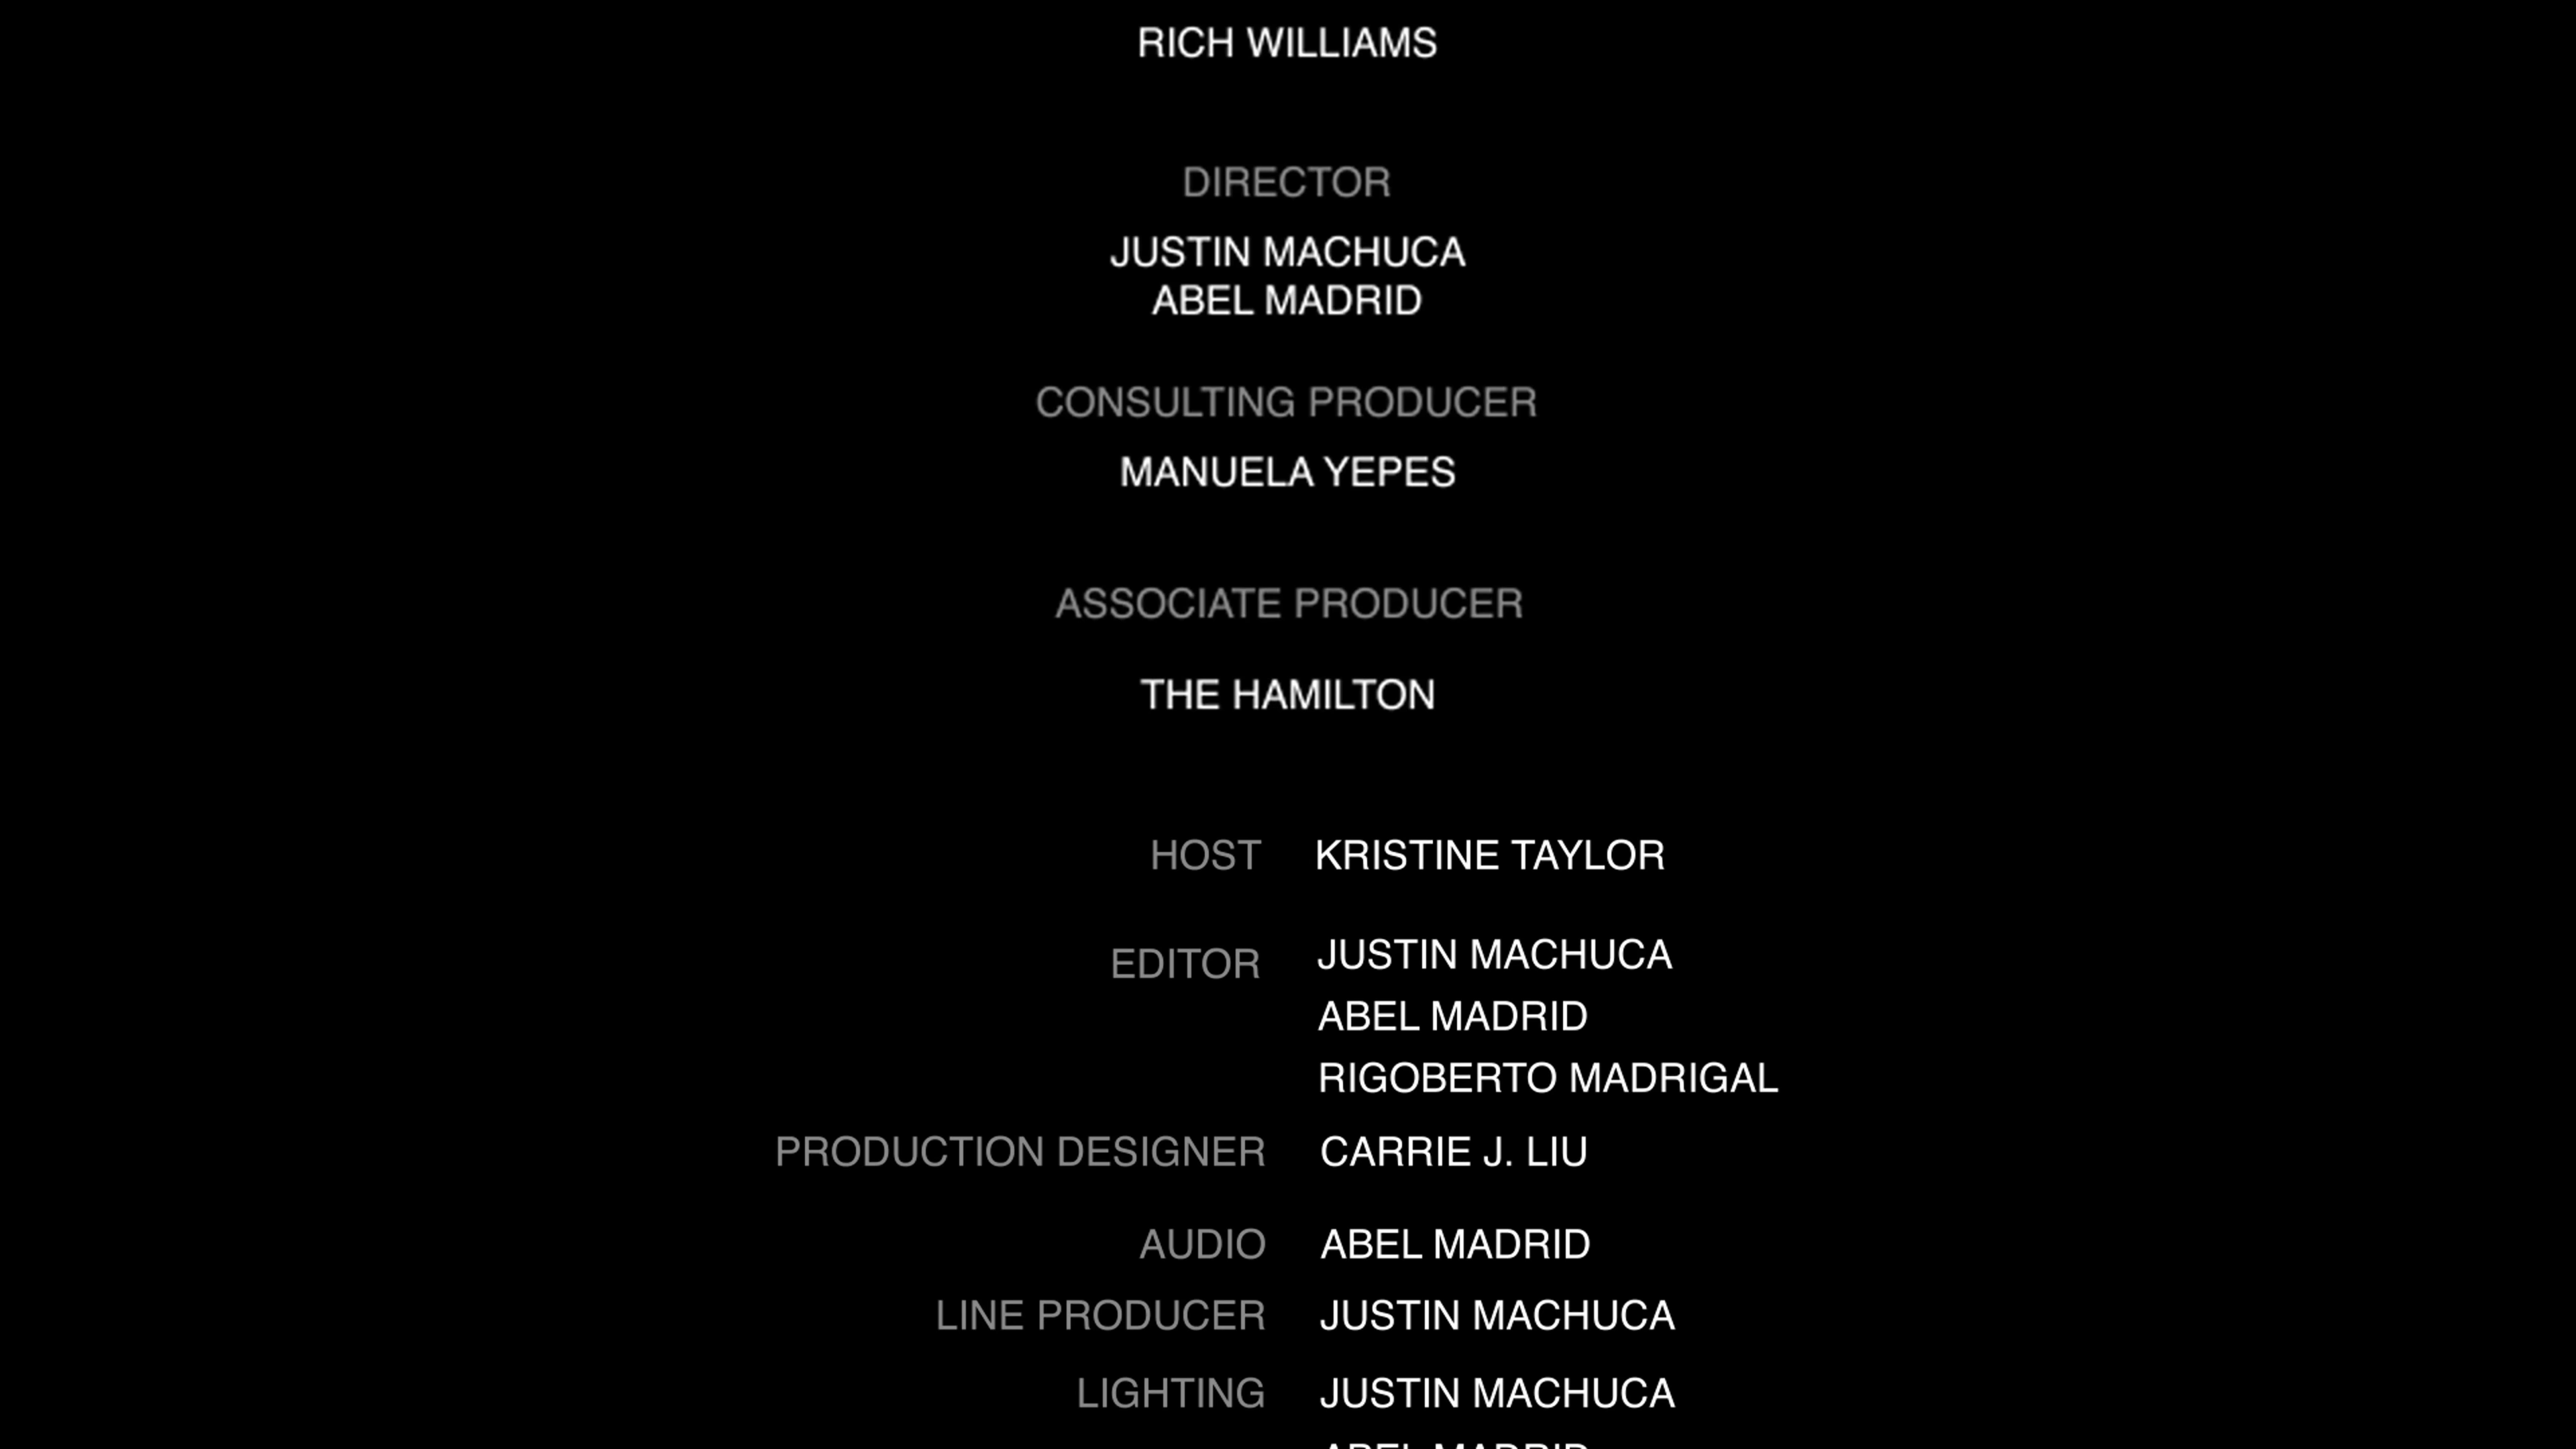 RICH WILLIAMS
DIRECTOR
JUSTIN MACHUCA
ABEL MADRID
CONSULTING PRODUCER
MANUELA YEPES
ASSOCIATE PRODUCER
THE HAMILTON
HOST KRISTINE TAYLOR
EDITOR JUSTIN MACHUCA
ABEL MADRID
RIGOBERTO MADRIGAL
PRODUCTION DESIGNER CARRIE J. LIU
AUDIO ABEL MADRID
LINE PRODUCER JUSTIN MACHUCA
LIGHTING JUSTIN MACHUCA